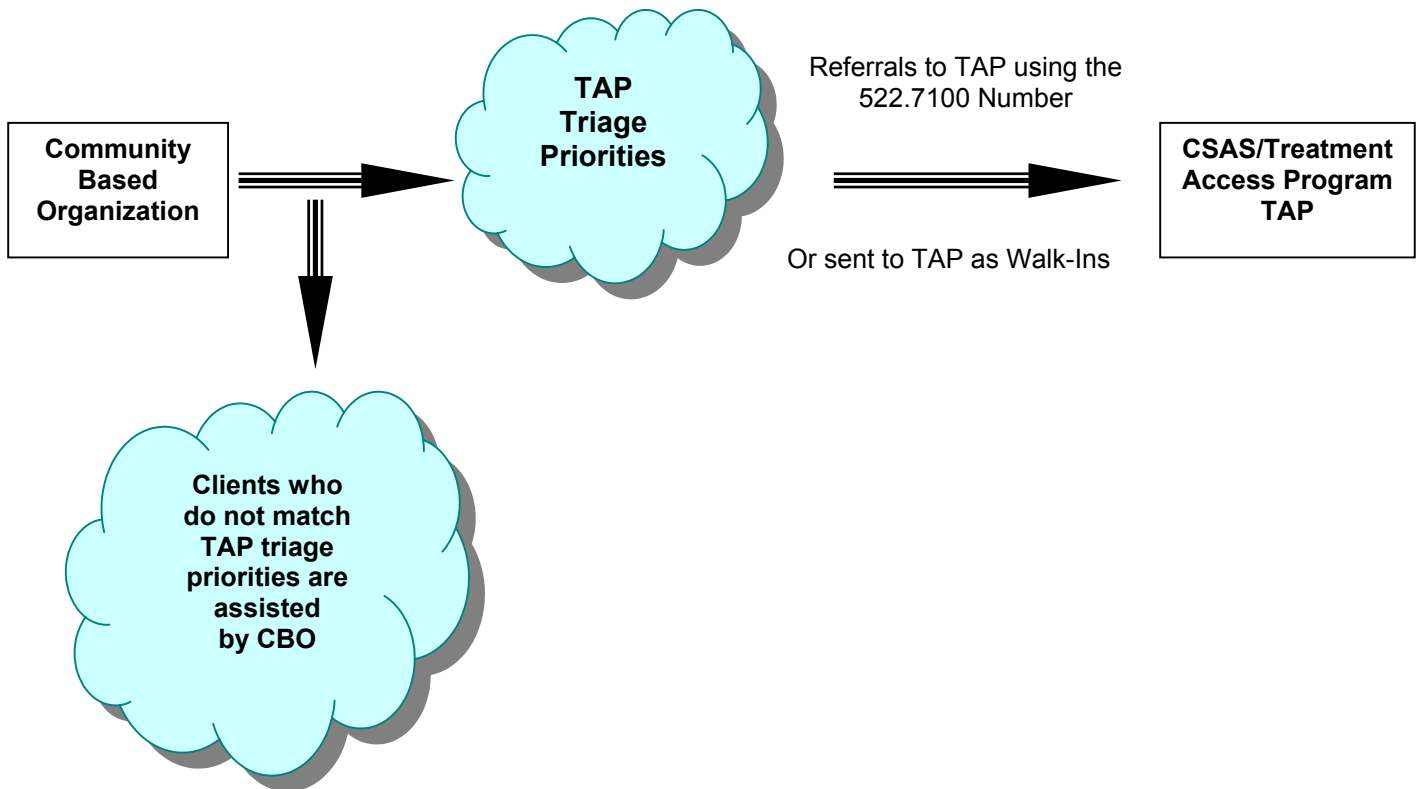 Community
Based
Organization
TAP
Triage
Priorities
Referrals to TAP using the
522.7100 Number
Or sent to TAP as Walk-Ins
CSAS/Treatment
Access Program
TAP
Clients who
do not match
TAP triage
priorities are
assisted
by CBO